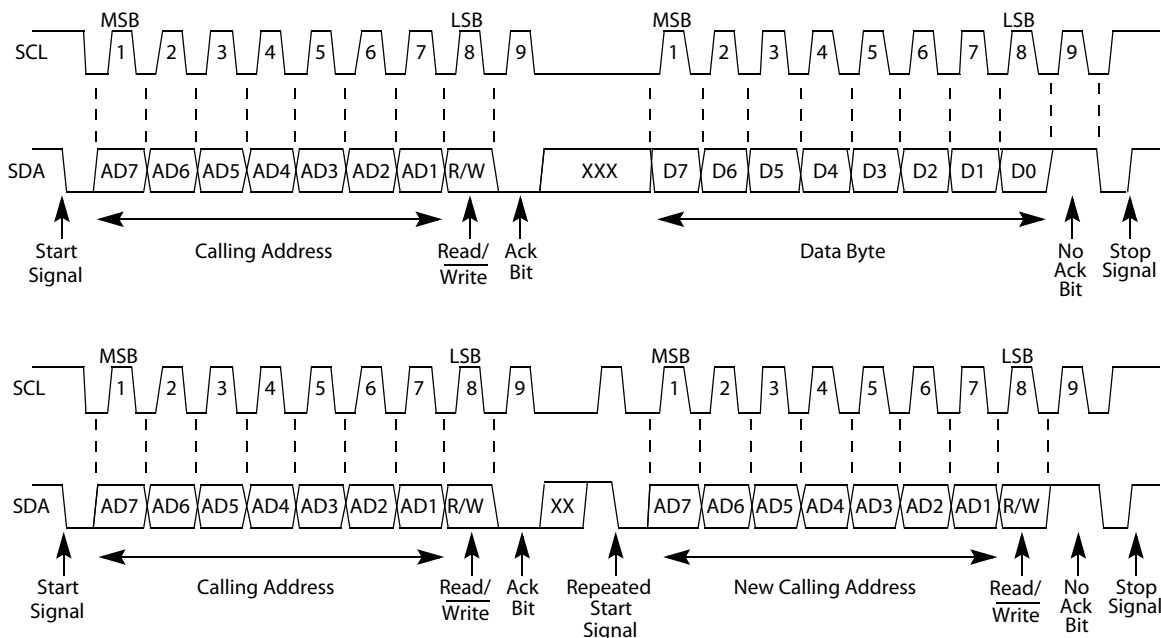 MSB LSB MSB LSB
SCL 1 2 3 4 5 6 7 8 9 1 2 3 4 5 6 7 8 9
SDA AD7 AD6 AD5 AD4 AD3 AD2 AD1 R/W XXX D7 D6 D5 D4 D3 D2 D1 D0
Start Signal
Calling Address
Read/
Write
Ack
Bit
Data Byte
No
Ack
Bit
Stop
Signal
MSB LSB MSB LSB
SCL 1 2 3 4 5 6 7 8 9 1 2 3 4 5 6 7 8 9
SDA AD7 AD6 AD5 AD4 AD3 AD2 AD1 R/W XX AD7 AD6 AD5 AD4 AD3 AD2 AD1 R/W
Start
Signal
Calling Address
Read/
Write
Ack
Bit
Repeated
Start
Signal
New Calling Address
Read/
Write
No
Ack
Bit
Stop
Signal